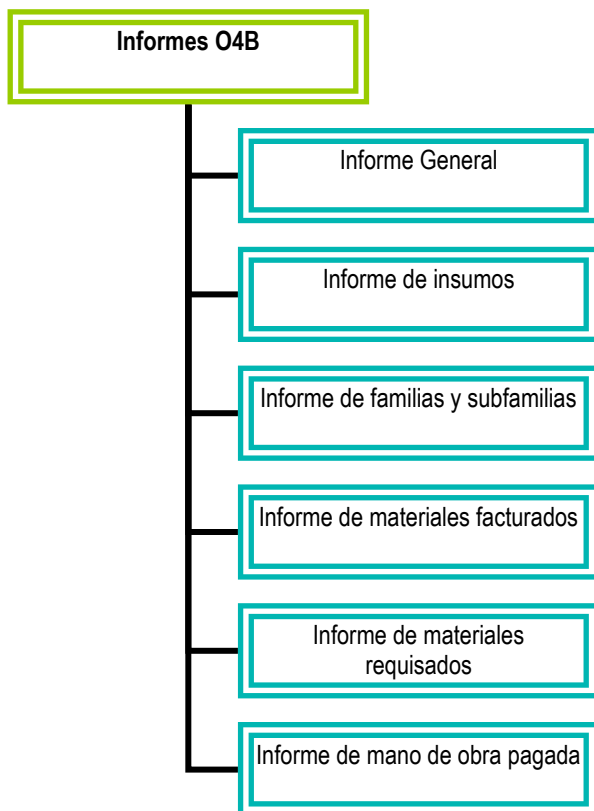 Informes O4B
Informe General
Informe de insumos
Informe de familias y subfamilias
Informe de materiales facturados
Informe de materiales
requisados
Informe de mano de obra pagada